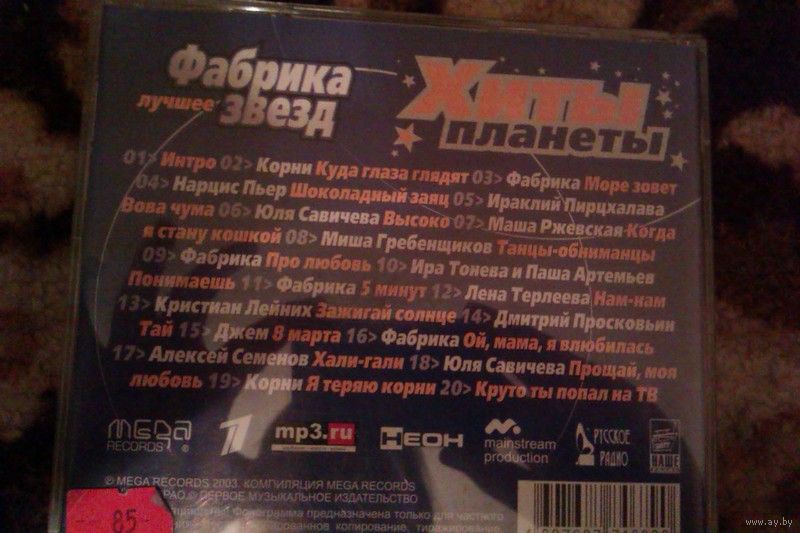 Фабрика
лучшее звезд
Хиты
планеты
01> Интро 02> Корни Куда глаза глядят 03> Фабрика Море зовет
04> Нарцис Пьер Шоколадный заяц 05> Ираклий Пирцхалава
Вова чума 06> Юля Савичева Высоко 07> Маша Ржевская Когда
я стану кошкой 08> Миша Гребенщиков Танцы-обниманцы
09> Фабрика Про любовь 10> Ира Тонева и Паша Артемьев
Понимаешь 11> Фабрика 5 минут 12> Лена Терлеева Нам-нам
13> Кристиан Лейних Зажигай солнце 14> Дмитрий Просковьин
Тай 15> Джем 8 марта 16> Фабрика Ой, мама, я влюбилась
17> Алексей Семенов Хали-гали 18> Юля Савичева Прощай, моя
любовь 19> Корни Я теряю корни 20> Круто ты попал на ТВ
MEGA
RECORDS ®
1
mp3.ru
НЕОН
mainstream
production
РУССКОЕ
РАДИО
НАШЕ
℗ MEGA RECORDS 2003. КОМПИЛЯЦИЯ MEGA RECORDS
РАО. © ПЕРВОЕ МУЗЫКАЛЬНОЕ ИЗДАТЕЛЬСТВО
Фонограмма предназначена только для частного
копирование, тиражирование
85
www.ay.by